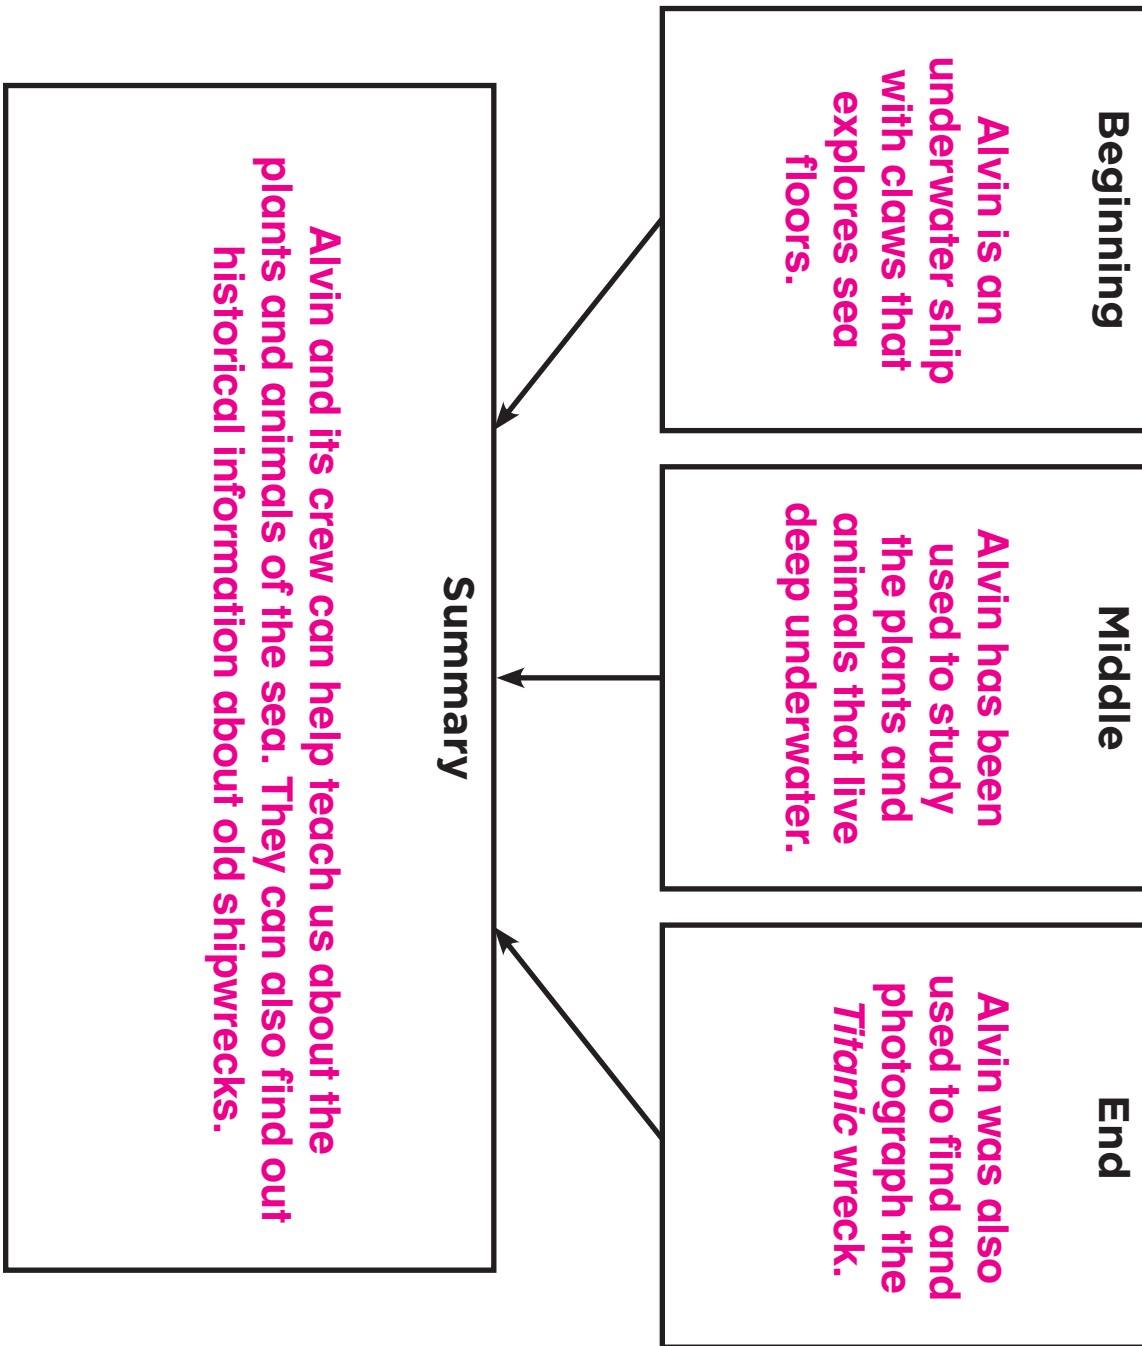 Beginning
Alvin is an
underwater ship
with claws that
explores sea
floors.
Middle
Alvin has been
used to study
the plants and
animals that live
deep underwater.
End
Alvin was also
used to find and
photograph the
Titanic wreck.
Summary
Alvin and its crew can help teach us about the
plants and animals of the sea. They can also find out
historical information about old shipwrecks.